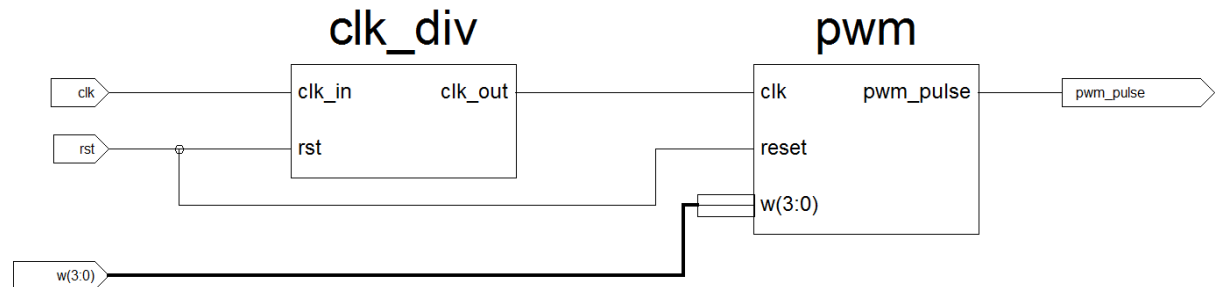 clk_div pwm
clk clk_in clk_out clk pwm_pulse pwm_pulse
rst rst reset
w(3:0)
w(3:0)